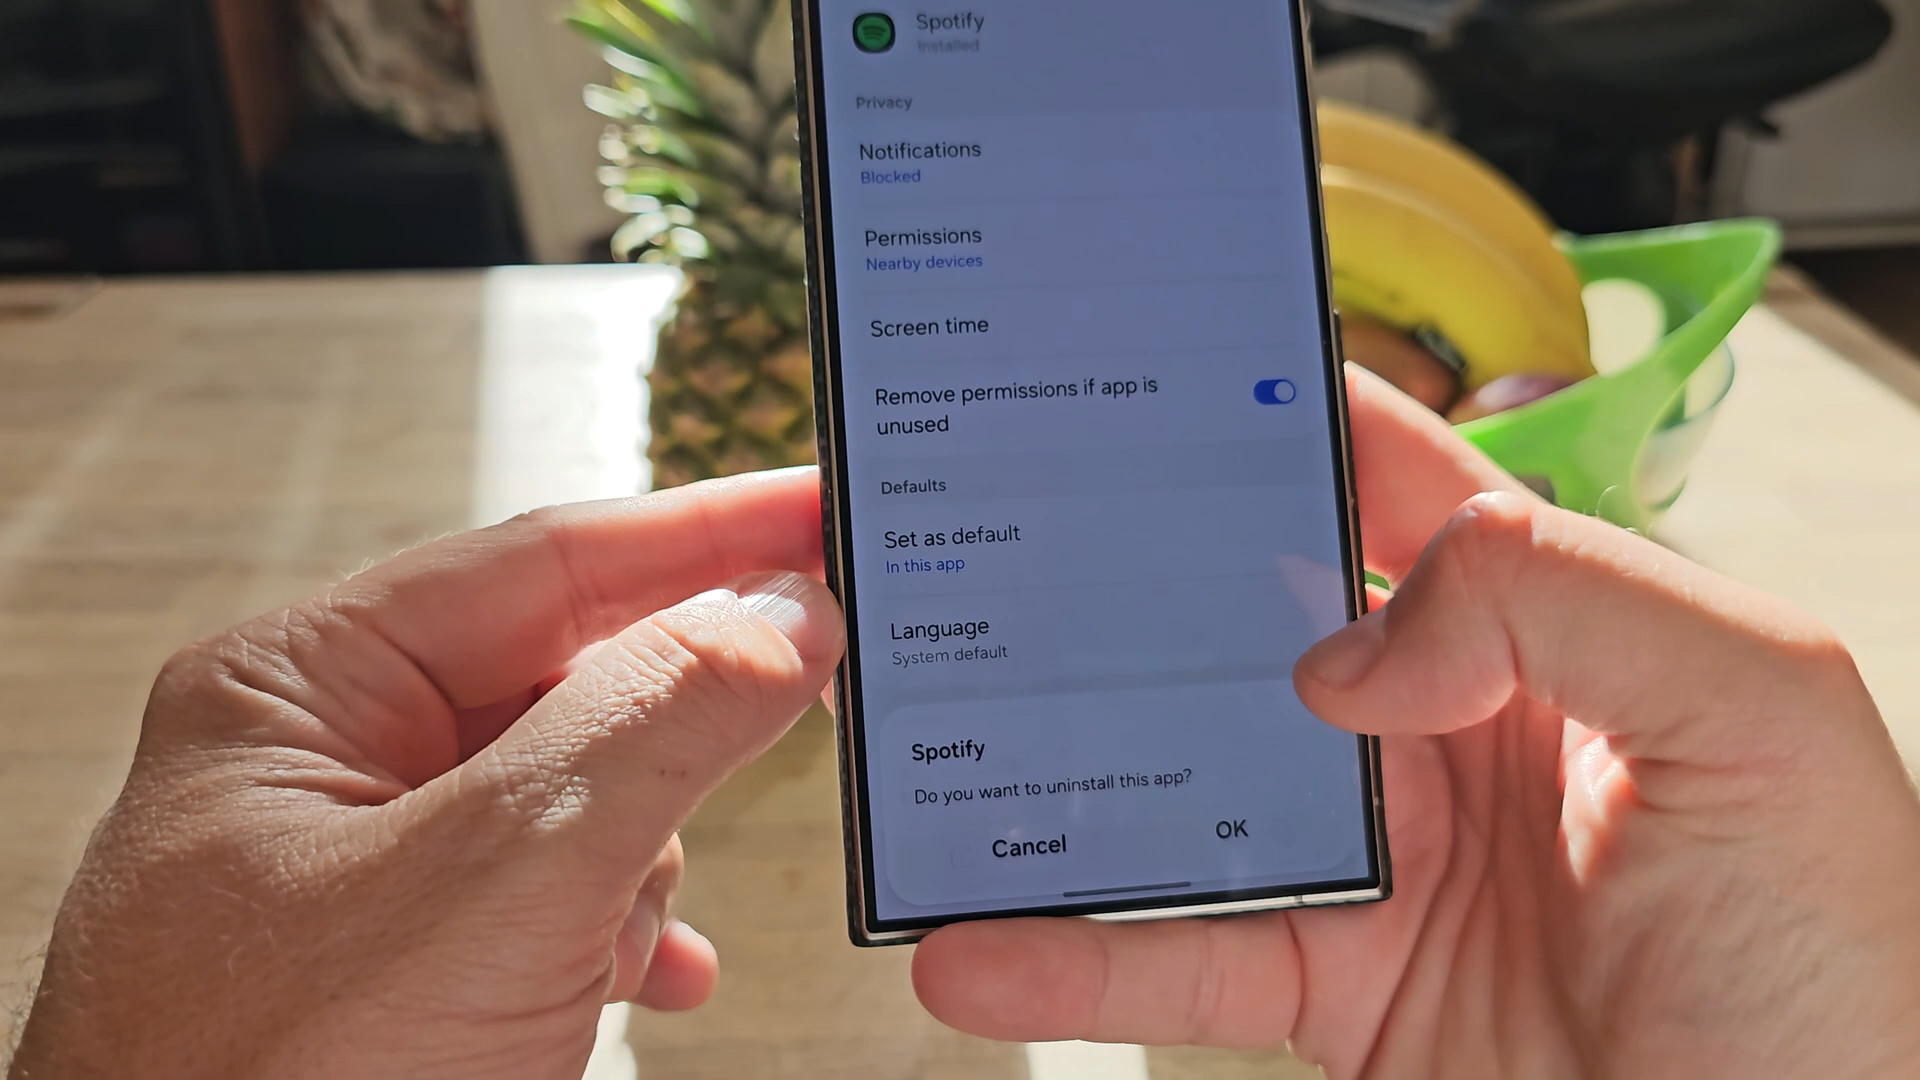 Spotify
Installed
Privacy
Notifications
Blocked
Permissions
Nearby devices
Screen time
Remove permissions if app is
unused
Defaults
Set as default
In this app
Language
System default
Spotify
Do you want to uninstall this app?
Cancel
OK